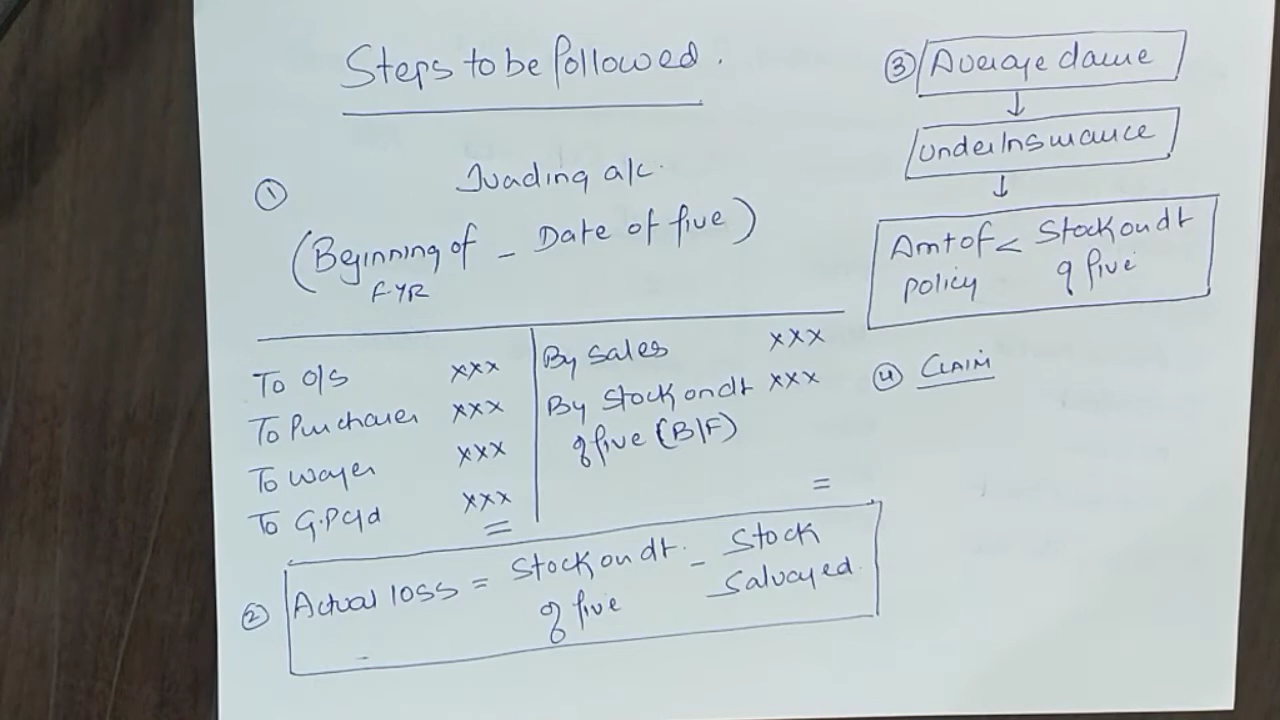 Steps to be followed.
①
Trading a/c.
(Beginning of - Date of fire)
F.YR
To O/S xxx
To Purchases xxx
To Wages xxx
To G.P c/d xxx
=
By Sales xxx
By Stock on dt xxx
of fire (B/F)
=
② Actual loss = Stock on dt. - Stock
of fire Salvaged.
③ Average clause
↓
Under Insurance
↓
Amt of < Stock on dt
policy of fire
④ CLAIM